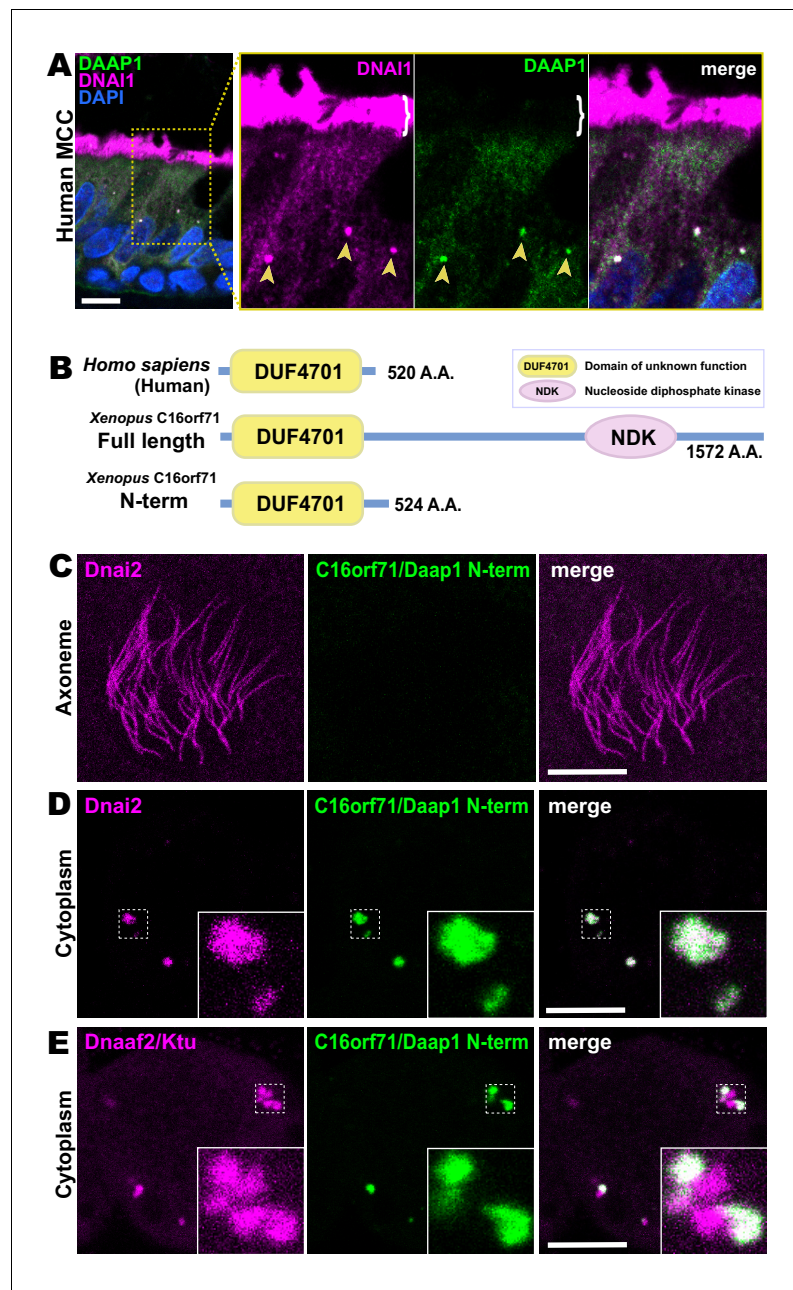 A
DAAP1
DNAI1
DAPI
DNAI1
DAAP1
merge
}
}
Human MCC
B
Homo sapiens
(Human)
DUF4701
520 A.A.
DUF4701
Domain of unknown function
NDK
Nucleoside diphosphate kinase
Xenopus C16orf71
Full length
DUF4701
NDK
1572 A.A.
Xenopus C16orf71
N-term
DUF4701
524 A.A.
C
Dnai2
C16orf71/Daap1 N-term
merge
Axoneme
D
Dnai2
C16orf71/Daap1 N-term
merge
Cytoplasm
E
Dnaaf2/Ktu
C16orf71/Daap1 N-term
merge
Cytoplasm